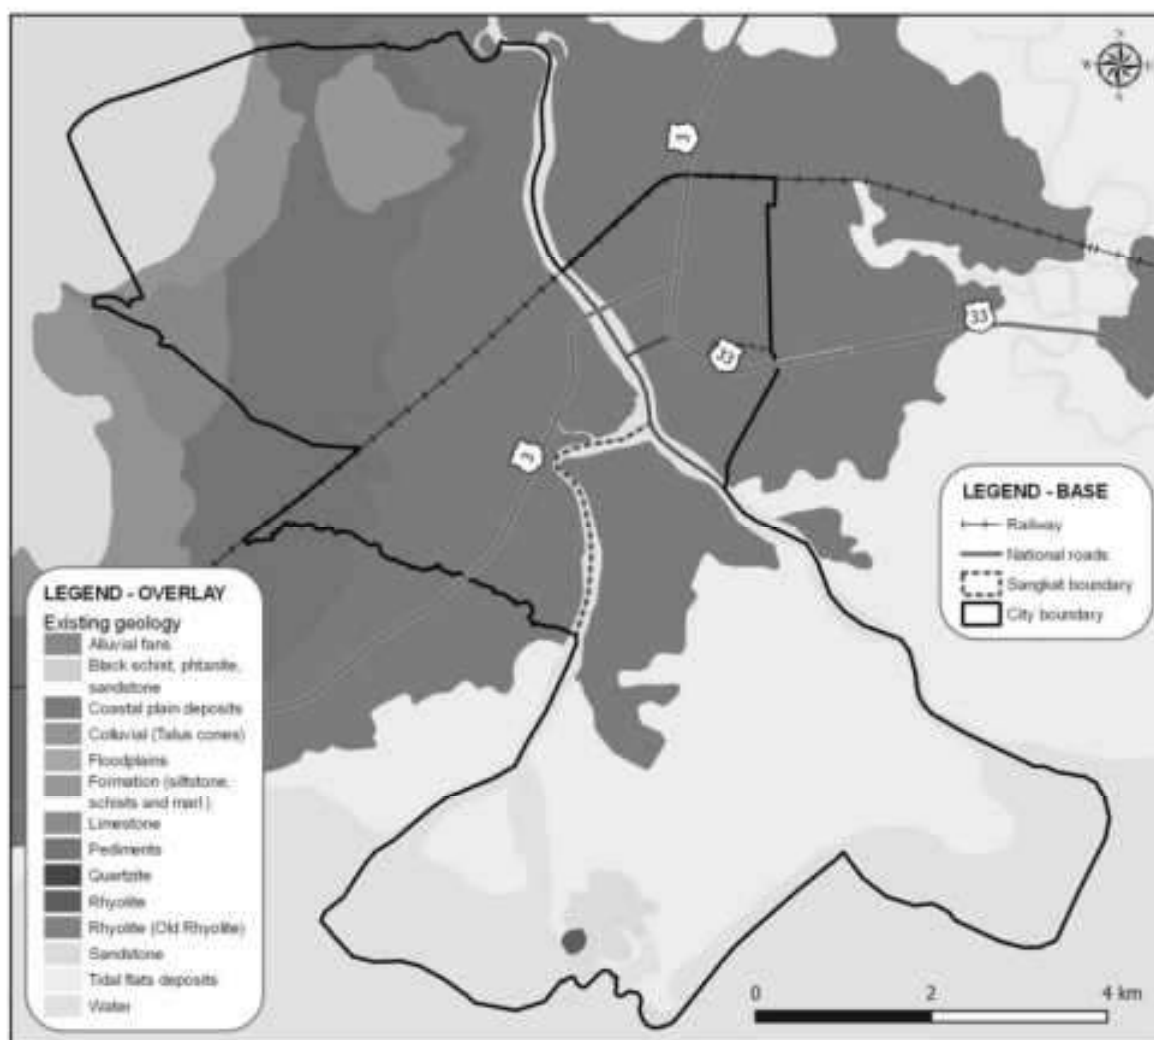 N
W
E
S
3
33
33
3
LEGEND - BASE
Railway
National roads
Sangkat boundary
City boundary
LEGEND - OVERLAY
Existing geology
Alluvial fans
Black schist, phtanite,
sandstone
Coastal plain deposits
Colluvial (Talus cones)
Floodplains
Formation (siltstone,
schists and marl )
Limestone
Pediments
Quartzite
Rhyolite
Rhyolite (Old Rhyolite)
Sandstone
Tidal flats deposits
Water
0 2 4 km